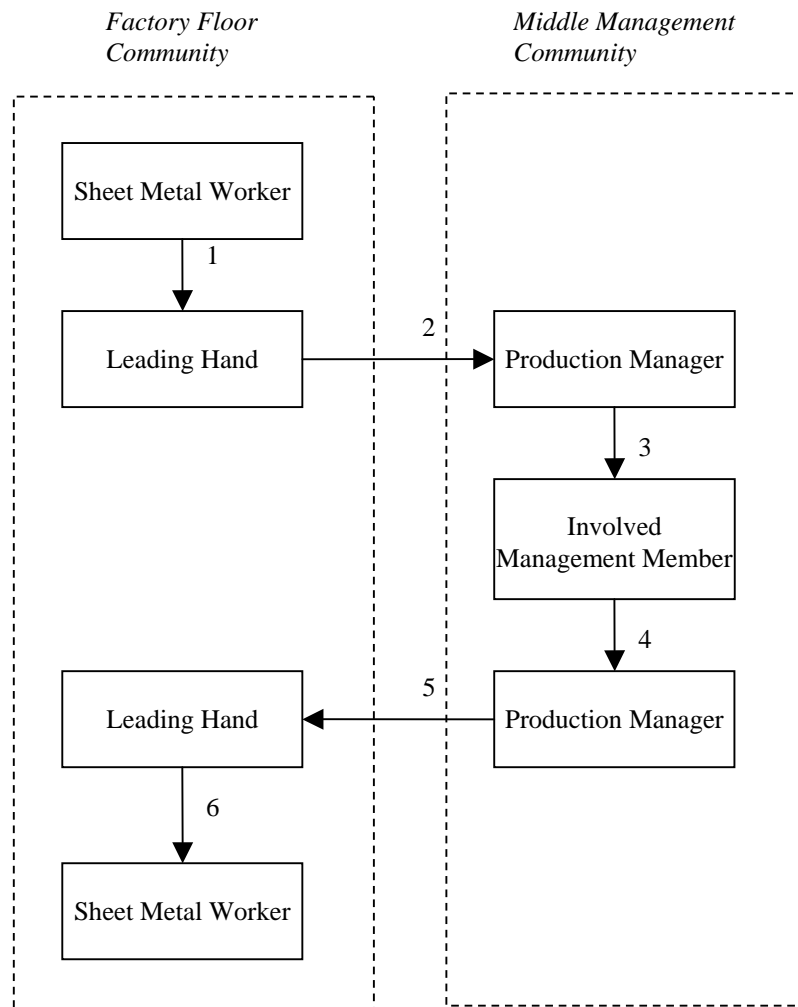 Factory Floor
Community
Middle Management
Community
Sheet Metal Worker
1
Leading Hand
2
Production Manager
3
Involved
Management Member
4
Leading Hand
5
Production Manager
6
Sheet Metal Worker